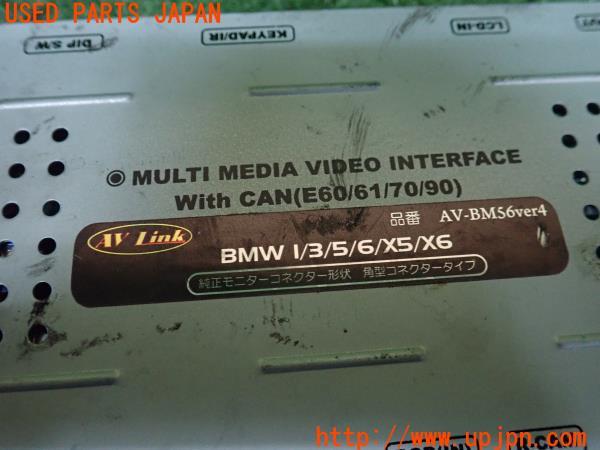 USED PARTS JAPAN
DIP S/W
KEYPAD/IR
LCD-IN
MULTI MEDIA VIDEO INTERFACE
With CAN(E60/61/70/90)
AV Link
品番 AV-BM56ver4
BMW 1/3/5/6/X5/X6
純正モニターコネクター形状 角型コネクタータイプ
http://www.upjpn.com